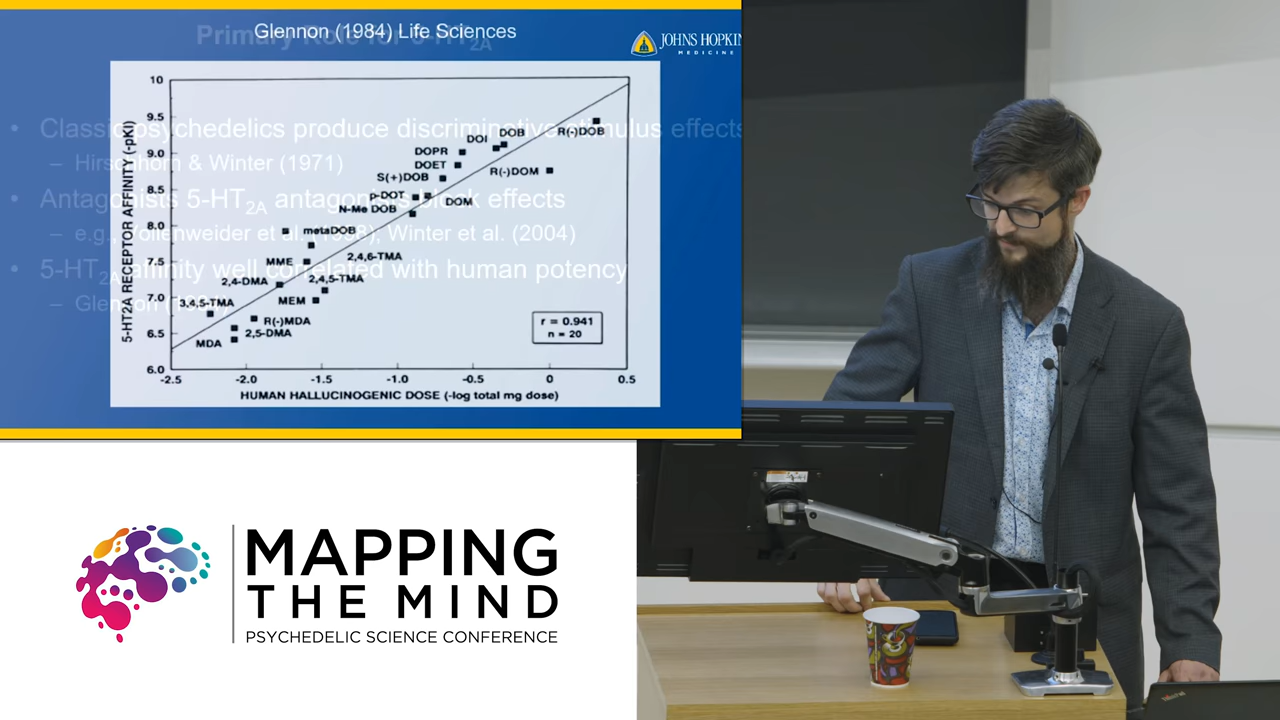 Glennon (1984) Life Sciences
Primary Role for 5-HT2A
JOHNS HOPKIN
MEDICINE
• Classic psychedelics produce discriminative stimulus effects
– Hirschhorn & Winter (1971)
• Antagonists 5-HT2A antagonists block effects
– e.g., Vollenweider et al. (1998); Winter et al. (2004)
• 5-HT2A affinity well correlated with human potency
– Glennon (1984)
5-HT2A RECEPTOR AFFINITY (-pKI)
10
9.5
9.0
8.5
8.0
7.5
7.0
6.5
6.0
R(-)DOB
DOB
DOI
DOPR
DOET
R(-)DOM
S(+)DOB
p-DOT
DOM
N-Me DOB
metaDOB
2,4,6-TMA
MME
2,4-DMA
2,4,5-TMA
3,4,5-TMA
MEM
R(-)MDA
2,5-DMA
MDA
r = 0.941
n = 20
-2.5 -2.0 -1.5 -1.0 -0.5 0 0.5
HUMAN HALLUCINOGENIC DOSE (-log total mg dose)
MAPPING
THE MIND
PSYCHEDELIC SCIENCE CONFERENCE